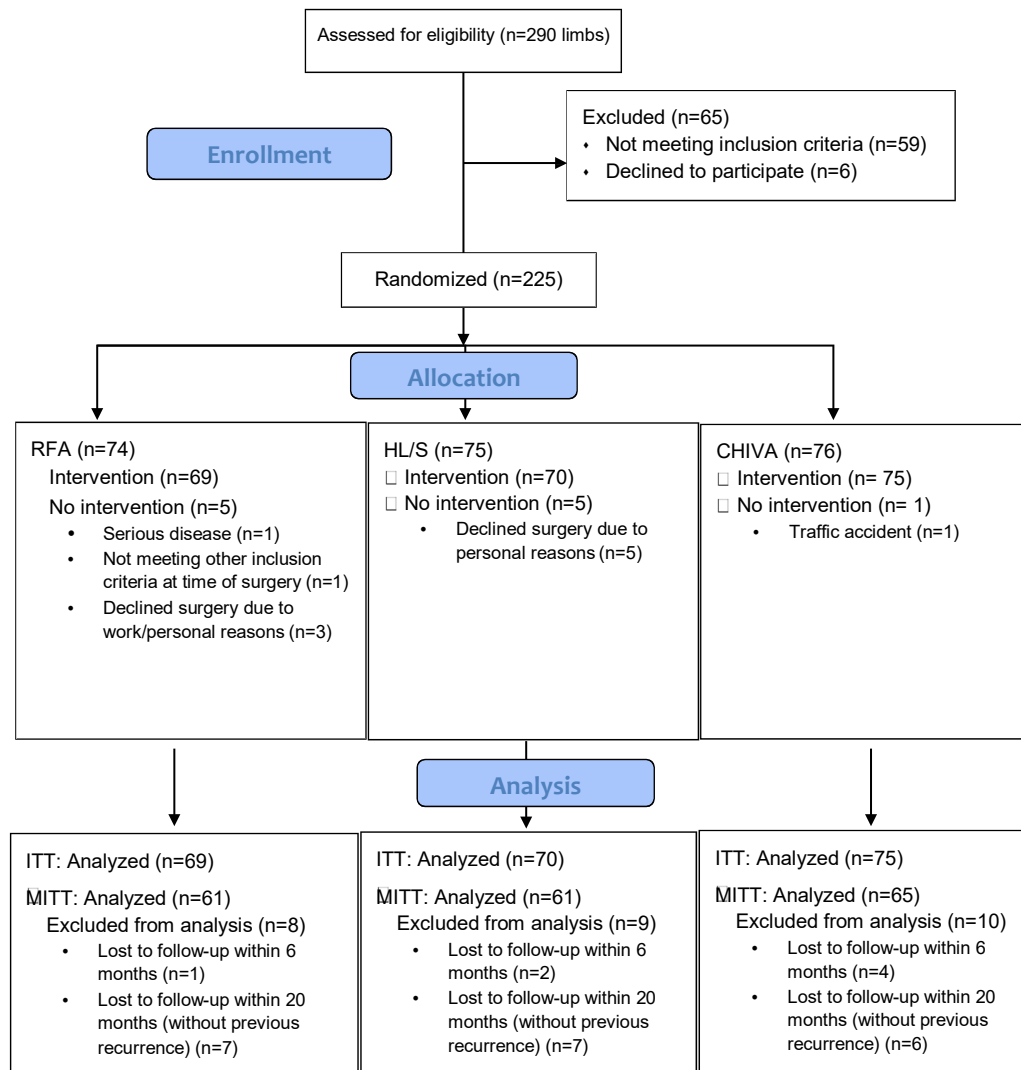 Assessed for eligibility (n=290 limbs)
Excluded (n=65)
⬧ Not meeting inclusion criteria (n=59)
⬧ Declined to participate (n=6)
Enrollment
Randomized (n=225)
Allocation
RFA (n=74)
Intervention (n=69)
No intervention (n=5)
• Serious disease (n=1)
• Not meeting other inclusion
criteria at time of surgery (n=1)
• Declined surgery due to
work/personal reasons (n=3)
HL/S (n=75)
□ Intervention (n=70)
□ No intervention (n=5)
• Declined surgery due to
personal reasons (n=5)
CHIVA (n=76)
□ Intervention (n= 75)
□ No intervention (n= 1)
• Traffic accident (n=1)
Analysis
ITT: Analyzed (n=69)
MITT: Analyzed (n=61)
Excluded from analysis (n=8)
• Lost to follow-up within 6
months (n=1)
• Lost to follow-up within 20
months (without previous
recurrence) (n=7)
ITT: Analyzed (n=70)
MITT: Analyzed (n=61)
Excluded from analysis (n=9)
• Lost to follow-up within 6
months (n=2)
• Lost to follow-up within 20
months (without previous
recurrence) (n=7)
ITT: Analyzed (n=75)
MITT: Analyzed (n=65)
Excluded from analysis (n=10)
• Lost to follow-up within 6
months (n=4)
• Lost to follow-up within 20
months (without previous
recurrence) (n=6)